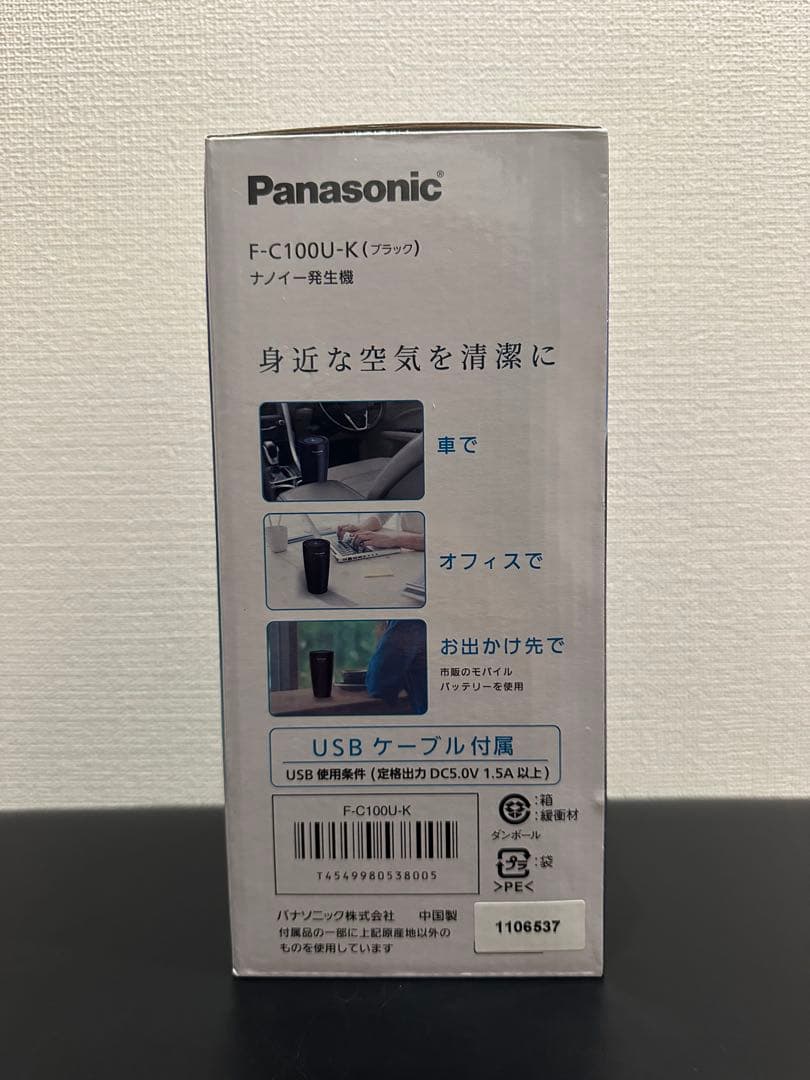 Panasonic®
F-C100U-K(ブラック)
ナノイー発生機
身近な空気を清潔に
車で
オフィスで
お出かけ先で
市販のモバイル
バッテリーを使用
USB ケーブル付属
USB 使用条件 (定格出力 DC5.0V 1.5A 以上)
F-C100U-K
T4549980538005
:箱
:緩衝材
ダンボール
プラ:袋
>PE<
パナソニック株式会社 中国製
付属品の一部に上記原産地以外の
ものを使用しています
1106537